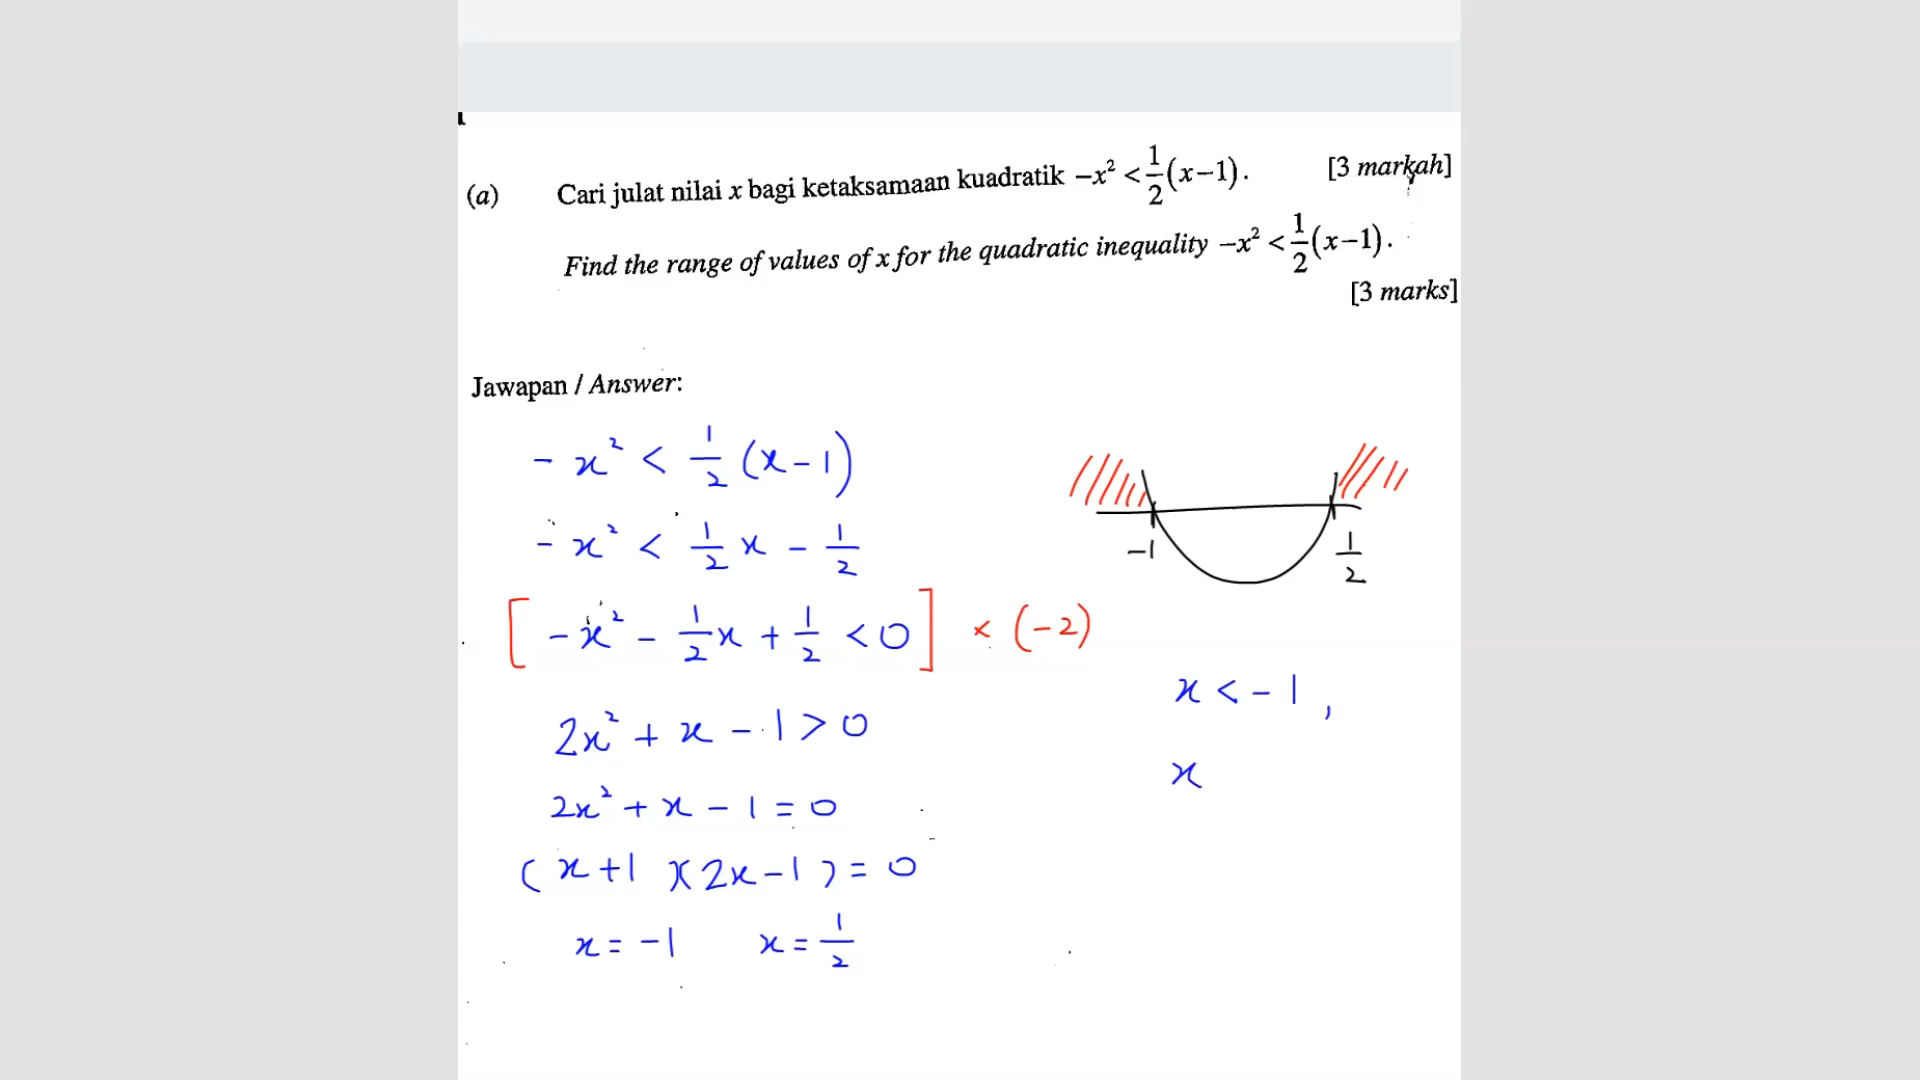 (a) Cari julat nilai x bagi ketaksamaan kuadratik −x² < 1/2 (x−1). [3 markah]
Find the range of values of x for the quadratic inequality −x² < 1/2 (x−1).
[3 marks]
Jawapan / Answer:
− x² < 1/2 (x − 1)
− x² < 1/2 x − 1/2
[ − x² − 1/2 x + 1/2 < 0 ] × (−2)
2x² + x − 1 > 0
2x² + x − 1 = 0
( x + 1 )( 2x − 1 ) = 0
x = −1 x = 1/2
−1 1/2
x < − 1 ,
x